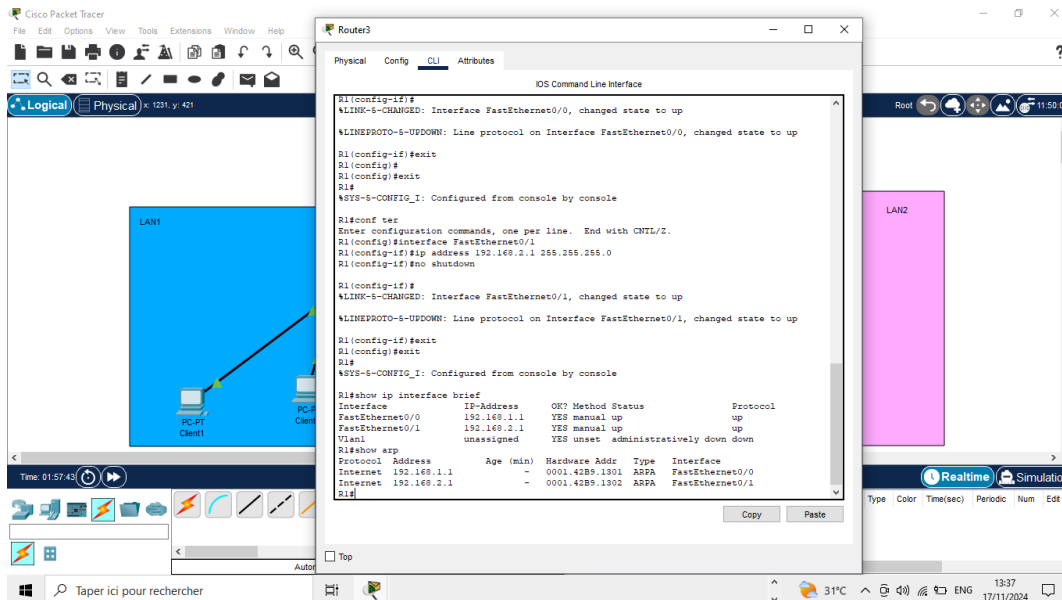 Cisco Packet Tracer
File Edit Options View Tools Extensions Window Help
Logical Physical x: 1231, y: 421
Root 11:50:0
LAN1
PC-PT
Client1
PC-P
Client
LAN2
Router3
Physical Config CLI Attributes
IOS Command Line Interface
R1(config-if)#
%LINK-5-CHANGED: Interface FastEthernet0/0, changed state to up
%LINEPROTO-5-UPDOWN: Line protocol on Interface FastEthernet0/0, changed state to up
R1(config-if)#exit
R1(config)#
R1(config)#exit
R1#
%SYS-5-CONFIG_I: Configured from console by console
R1#conf ter
Enter configuration commands, one per line. End with CNTL/Z.
R1(config)#interface FastEthernet0/1
R1(config-if)#ip address 192.168.2.1 255.255.255.0
R1(config-if)#no shutdown
R1(config-if)#
%LINK-5-CHANGED: Interface FastEthernet0/1, changed state to up
%LINEPROTO-5-UPDOWN: Line protocol on Interface FastEthernet0/1, changed state to up
R1(config-if)#exit
R1(config)#exit
R1#
%SYS-5-CONFIG_I: Configured from console by console
R1#show ip interface brief
Interface IP-Address OK? Method Status Protocol
FastEthernet0/0 192.168.1.1 YES manual up up
FastEthernet0/1 192.168.2.1 YES manual up up
Vlan1 unassigned YES unset administratively down down
R1#show arp
Protocol Address Age (min) Hardware Addr Type Interface
Internet 192.168.1.1 - 0001.42B9.1301 ARPA FastEthernet0/0
Internet 192.168.2.1 - 0001.42B9.1302 ARPA FastEthernet0/1
R1#
Copy Paste
Top
Time: 01:57:43
Realtime Simulatio
Type Color Time(sec) Periodic Num Edit
Autor
Taper ici pour rechercher
31°C ENG 13:37
17/11/2024